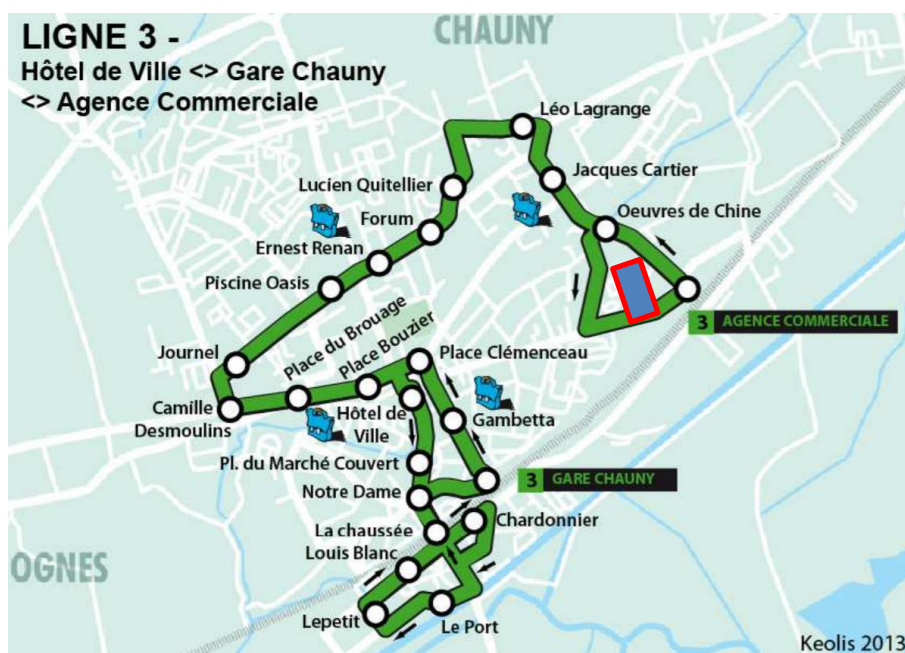 LIGNE 3 -
Hôtel de Ville <> Gare Chauny
<> Agence Commerciale
CHAUNY
Léo Lagrange
Jacques Cartier
Lucien Quitellier
Forum
Oeuvres de Chine
Ernest Renan
Piscine Oasis
3 AGENCE COMMERCIALE
Journel
Place du Brouage
Place Bouzier
Place Clémenceau
Camille
Desmoulins
Hôtel de
Ville
Gambetta
Pl. du Marché Couvert
3 GARE CHAUNY
Notre Dame
Chardonnier
La chaussée
Louis Blanc
OGNES
Lepetit
Le Port
Keolis 2013